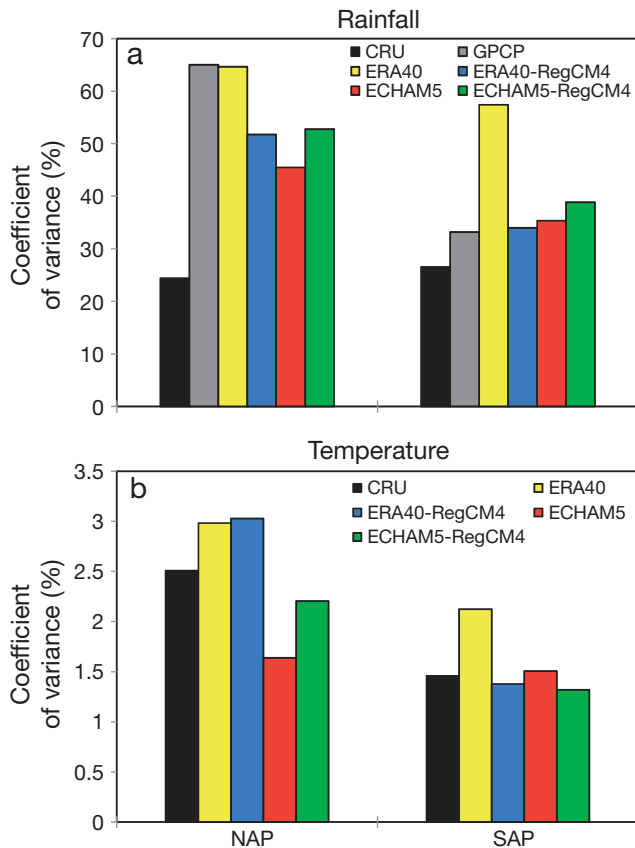 Rainfall
a
CRU GPCP
ERA40 ERA40-RegCM4
ECHAM5 ECHAM5-RegCM4
70
60
50
40
30
20
10
0
Coefficient
of variance (%)
Temperature
b
CRU ERA40
ERA40-RegCM4 ECHAM5
ECHAM5-RegCM4
3.5
3
2.5
2
1.5
1
0.5
0
Coefficient
of variance (%)
NAP SAP